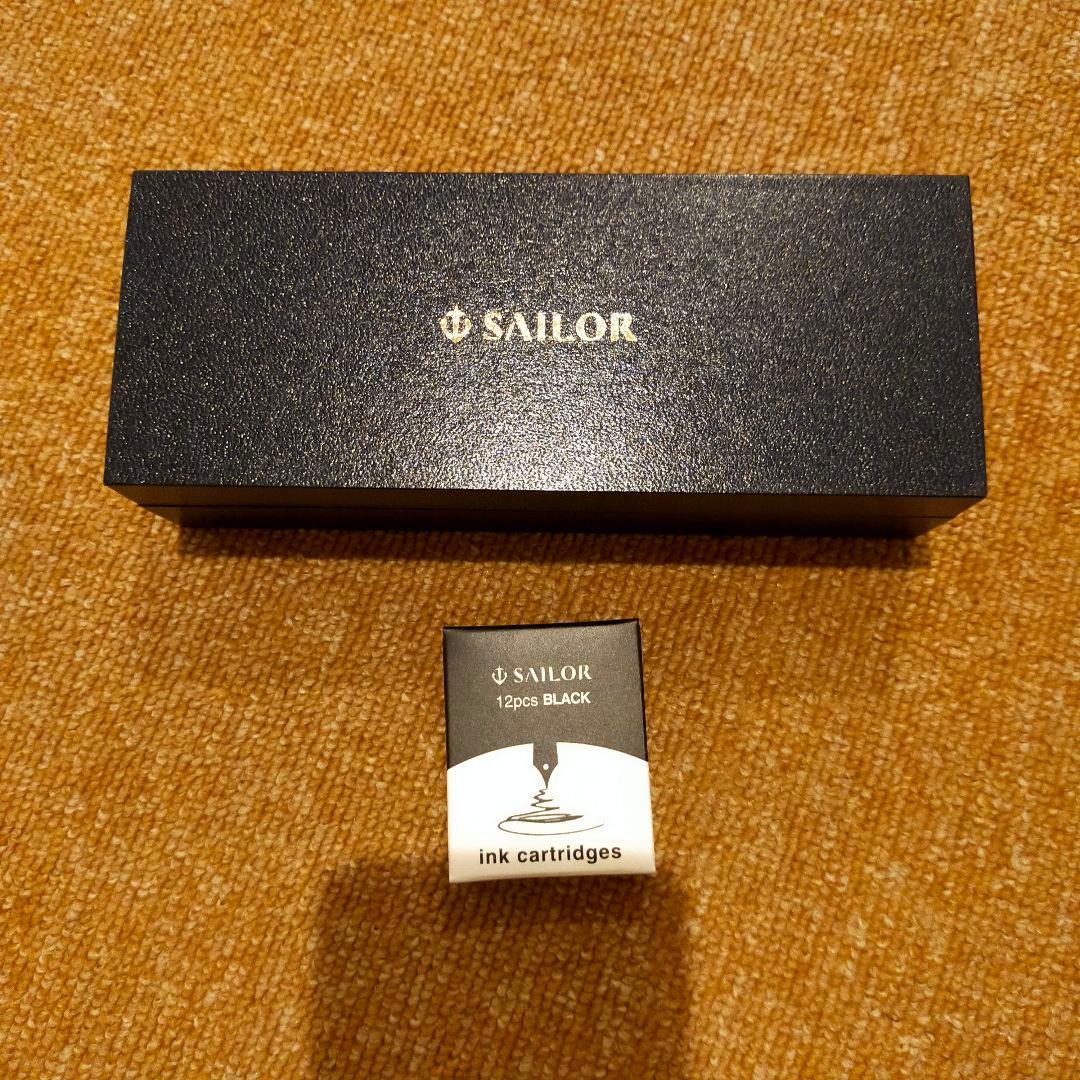 SAILOR
SAILOR
12pcs BLACK
ink cartridges